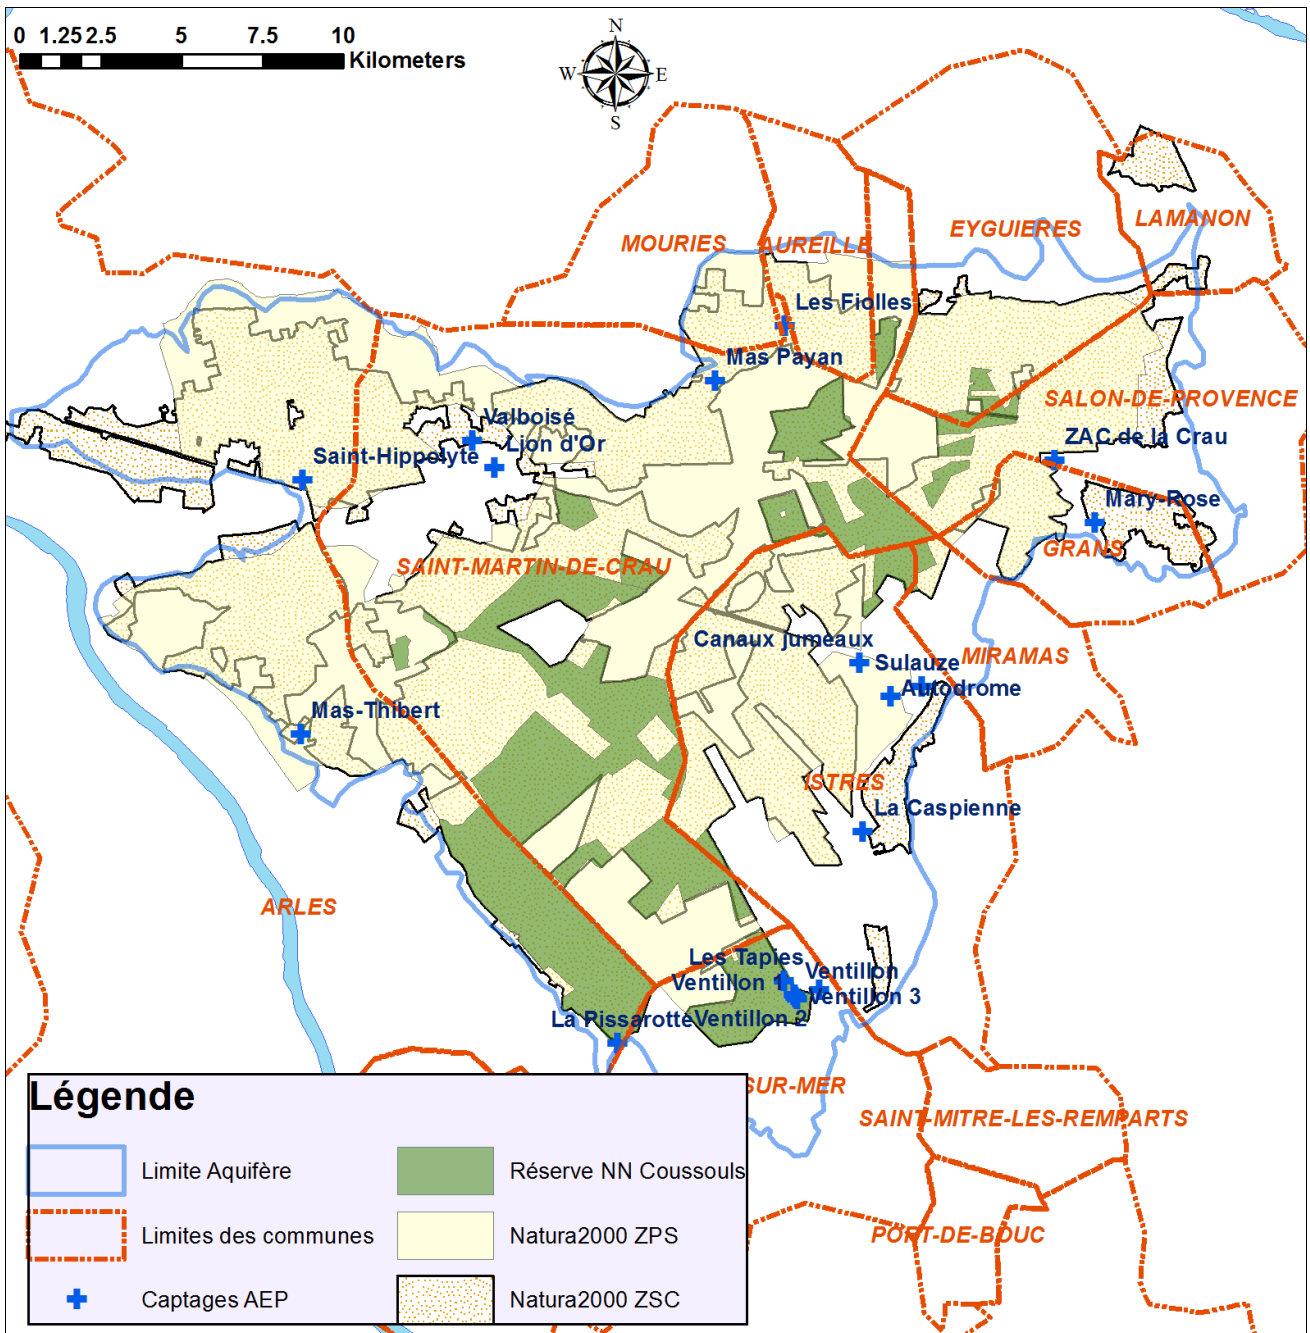 0 1.25 2.5 5 7.5 10
Kilometers
N
W E
S
LAMANON
EYGUIERES
MOURIES
AUREILLE
Les Fiolles
Mas Payan
SALON-DE-PROVENCE
Valboisé
ZAC de la Crau
Lion d'Or
Saint-Hippolyte
Mary-Rose
GRANS
SAINT-MARTIN-DE-CRAU
Canaux jumeaux
MIRAMAS
Sulauze
Autodrome
Mas-Thibert
ISTRES
La Caspienne
ARLES
Les Tapies
Ventillon
Ventillon 1
Ventillon 3
La Pissarotte
Ventillon 2
SUR-MER
SAINT-MITRE-LES-REMPARTS
PORT-DE-BOUC
Légende
Limite Aquifère
Réserve NN Coussouls
Limites des communes
Natura2000 ZPS
Captages AEP
Natura2000 ZSC